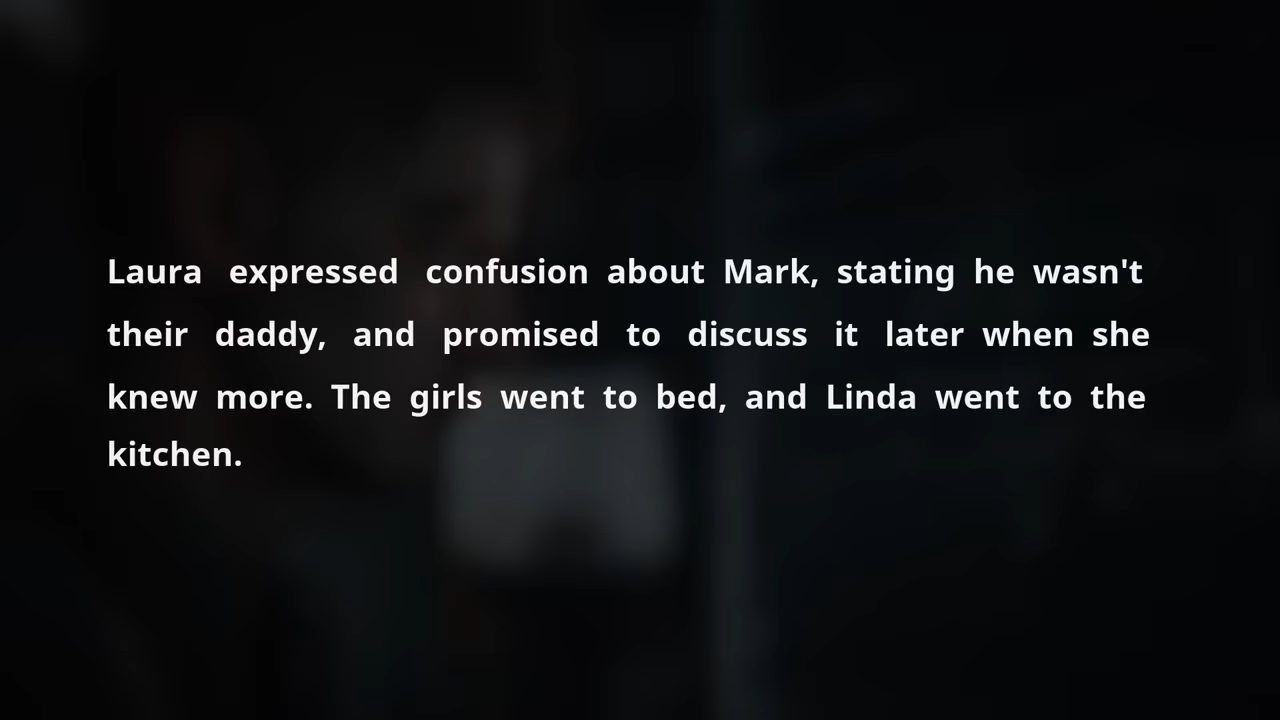 Laura expressed confusion about Mark, stating he wasn't
their daddy, and promised to discuss it later when she
knew more. The girls went to bed, and Linda went to the
kitchen.